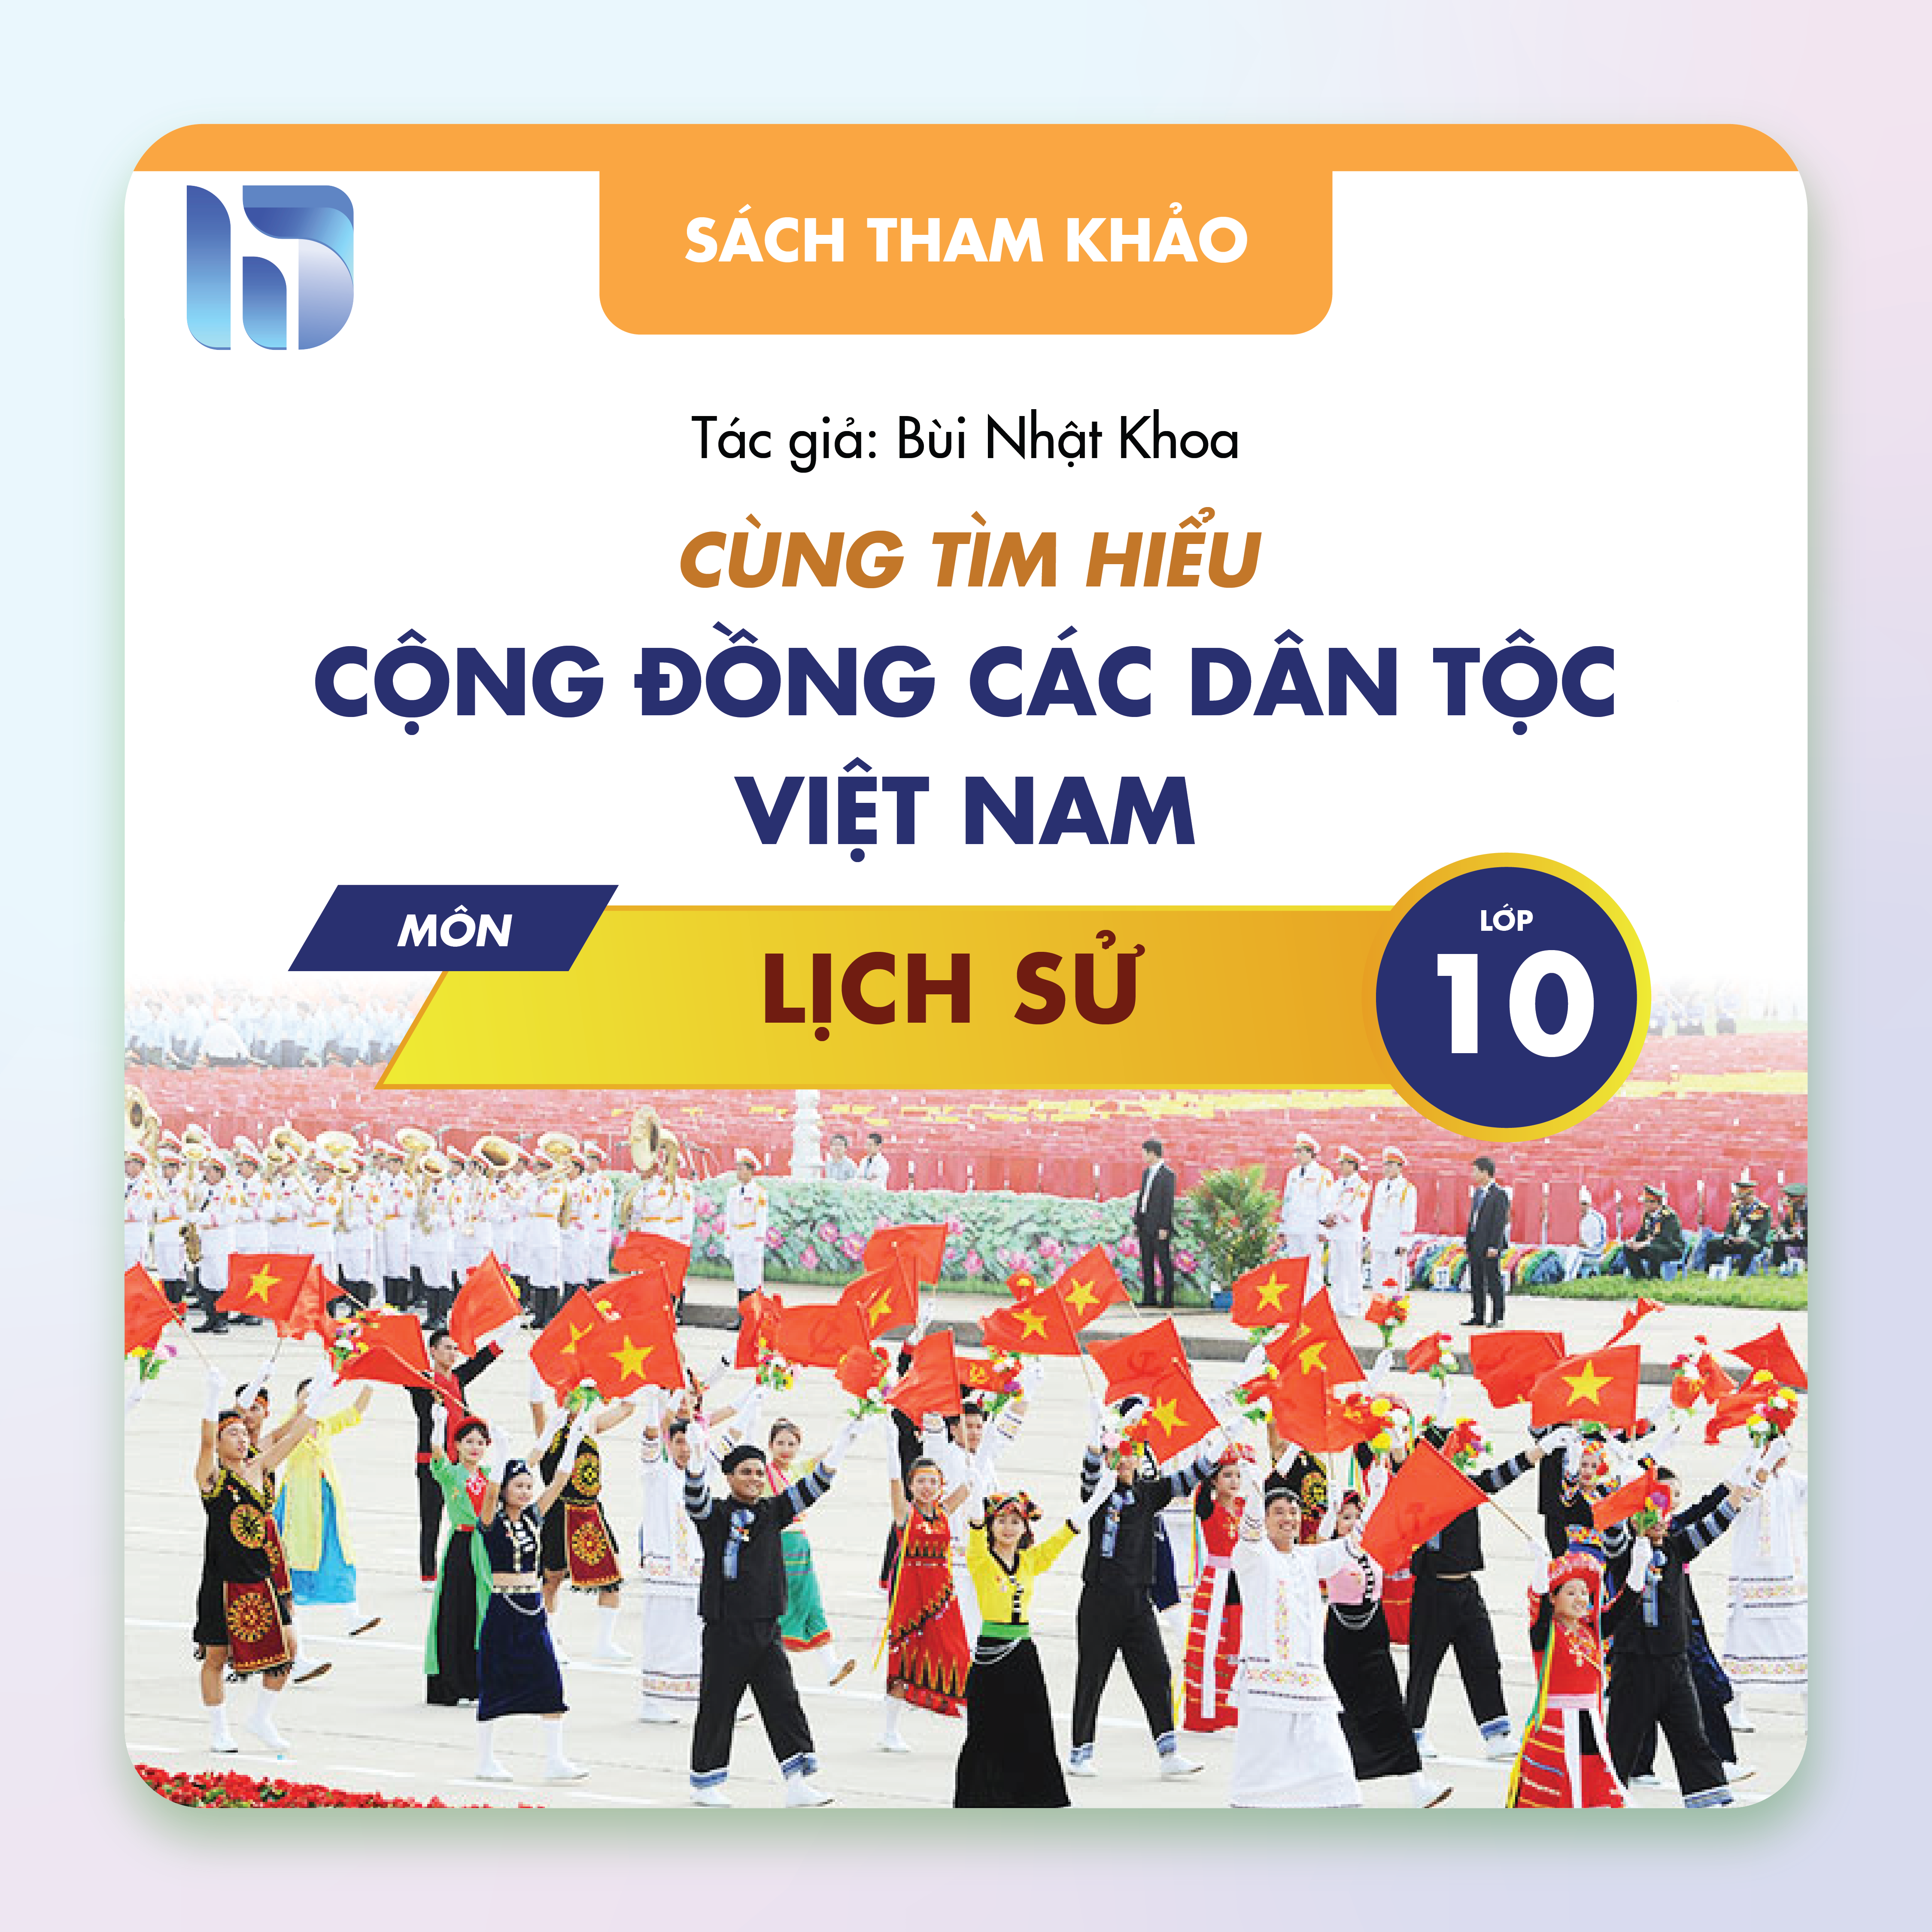 SÁCH THAM KHẢO
Tác giả: Bùi Nhật Khoa
CÙNG TÌM HIỂU
CỘNG ĐỒNG CÁC DÂN TỘC
VIỆT NAM
MÔN
LỊCH SỬ
LỚP
10